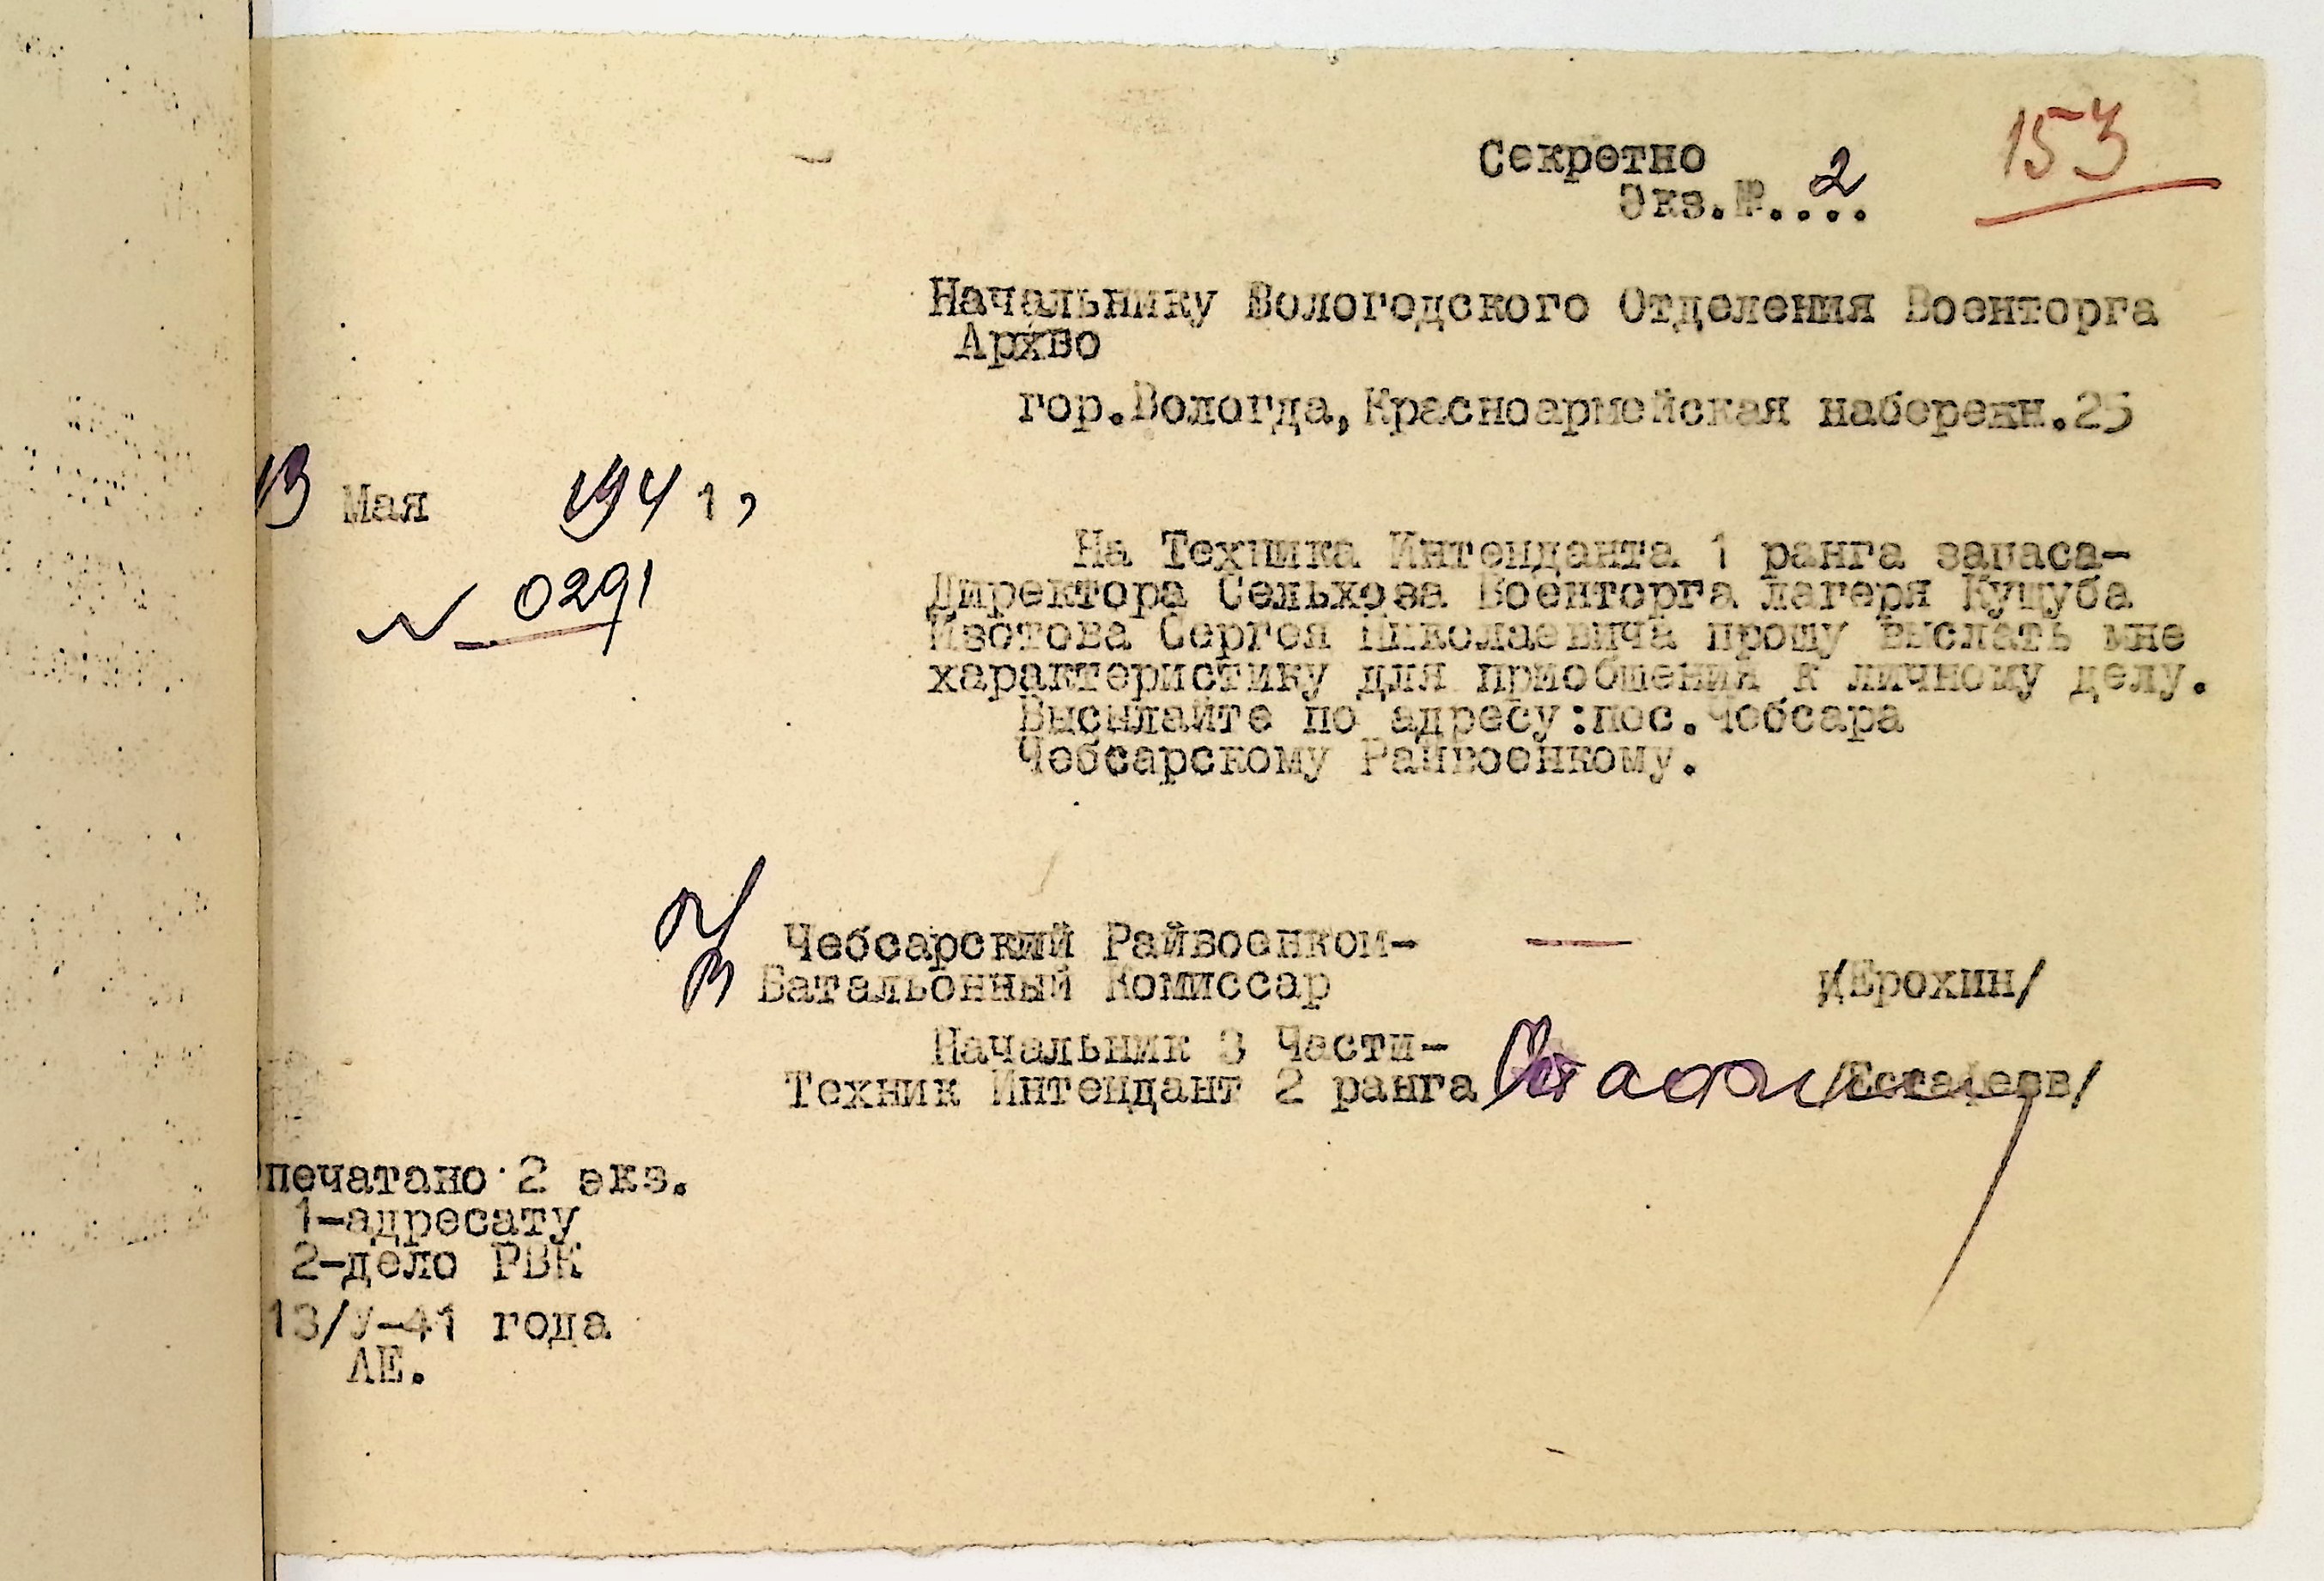 153
Секретно
Экз.№.... 2
Начальнику Вологодского Отделения Военторга
Архво
гор.Вологда,Красноармейская набережн.25
13 Мая 1941,
№ 0291
На Техника Интенданта 1 ранга запаса-
Директора Сельхоза Военторга лагеря Кущуба
Изотова Сергея Николаевича прошу выслать мне
характеристику для приобшения к личному делу.
Высылайте по адресу:пос.Чебсара
Чебсарскому Райвоенкому.
Чебсарский Райвоенком-
Батальонный Комиссар /Ерохин/
Начальник 3 Части-
Техник Интендант 2 ранга /Естафеев/
печатано 2 экз.
1-адресату
2-дело РВК
13/У-41 года
АЕ.